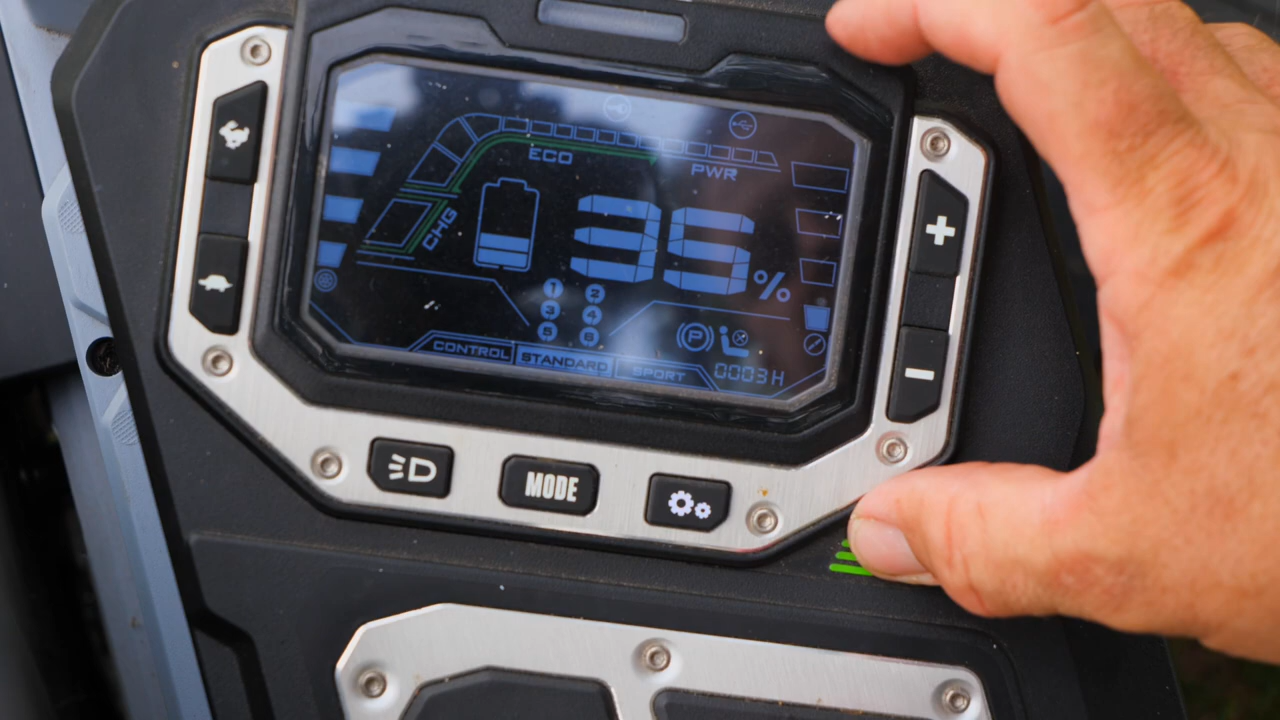 ECO
PWR
CHG
35%
1 2
3 4
5 6
P
CONTROL STANDARD SPORT
0003H
MODE